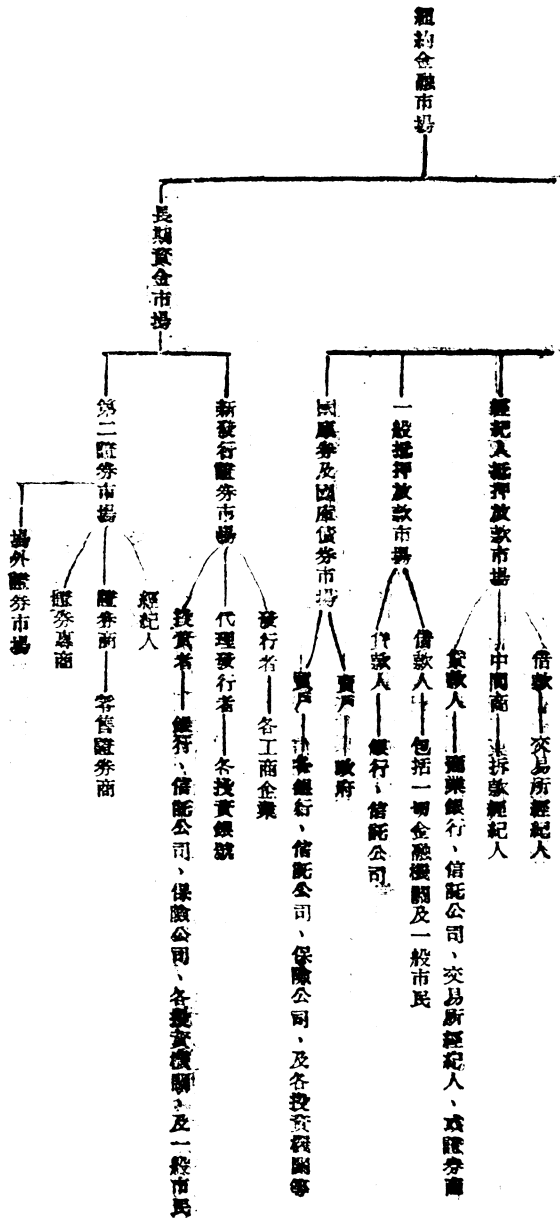 紐約金融市場
長期資金市場
經紀人抵押放款市場
借款人
交易所經紀人
中間商
拆款經紀人
貸款人
商業銀行、信託公司、交易所經紀人、或證券商
一般抵押放款市場
借款人
包括一切金融機關及一般市民
貸款人
銀行、信託公司
國庫券及國庫債券市場
賣戶
政府
買戶
各銀行、信託公司、保險公司、及各投資機關等
新發行證券市場
發行者
各工商企業
代理發行者
各投資銀號
投資者
銀行、信託公司、保險公司、各投資機關、及一般市民
第二證券市場
經紀人
證券商
零售證券商
證券專商
場外證券市場